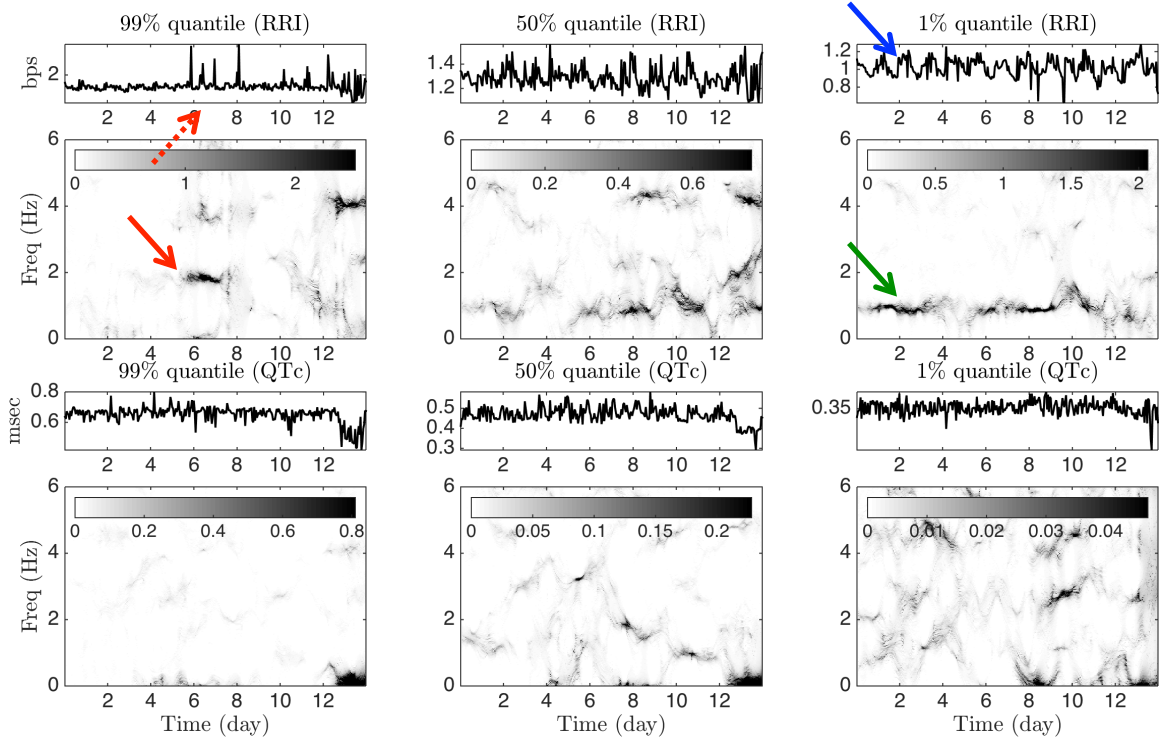 99% quantile (RRI) 50% quantile (RRI) 1% quantile (RRI)
bps 2 1.4 1.2 1.2 1 0.8
2 4 6 8 10 12 2 4 6 8 10 12 2 4 6 8 10 12
Freq (Hz) 6 4 2 0 6 4 2 0 6 4 2 0
0 1 2 0 0.2 0.4 0.6 0 0.5 1 1.5 2
2 4 6 8 10 12 2 4 6 8 10 12 2 4 6 8 10 12
99% quantile (QTc) 50% quantile (QTc) 1% quantile (QTc)
msec 0.8 0.6 0.5 0.4 0.3 0.35
2 4 6 8 10 12 2 4 6 8 10 12 2 4 6 8 10 12
Freq (Hz) 6 4 2 0 6 4 2 0 6 4 2 0
0 0.2 0.4 0.6 0.8 0 0.05 0.1 0.15 0.2 0 0.01 0.02 0.03 0.04
2 4 6 8 10 12 2 4 6 8 10 12 2 4 6 8 10 12
Time (day) Time (day) Time (day)